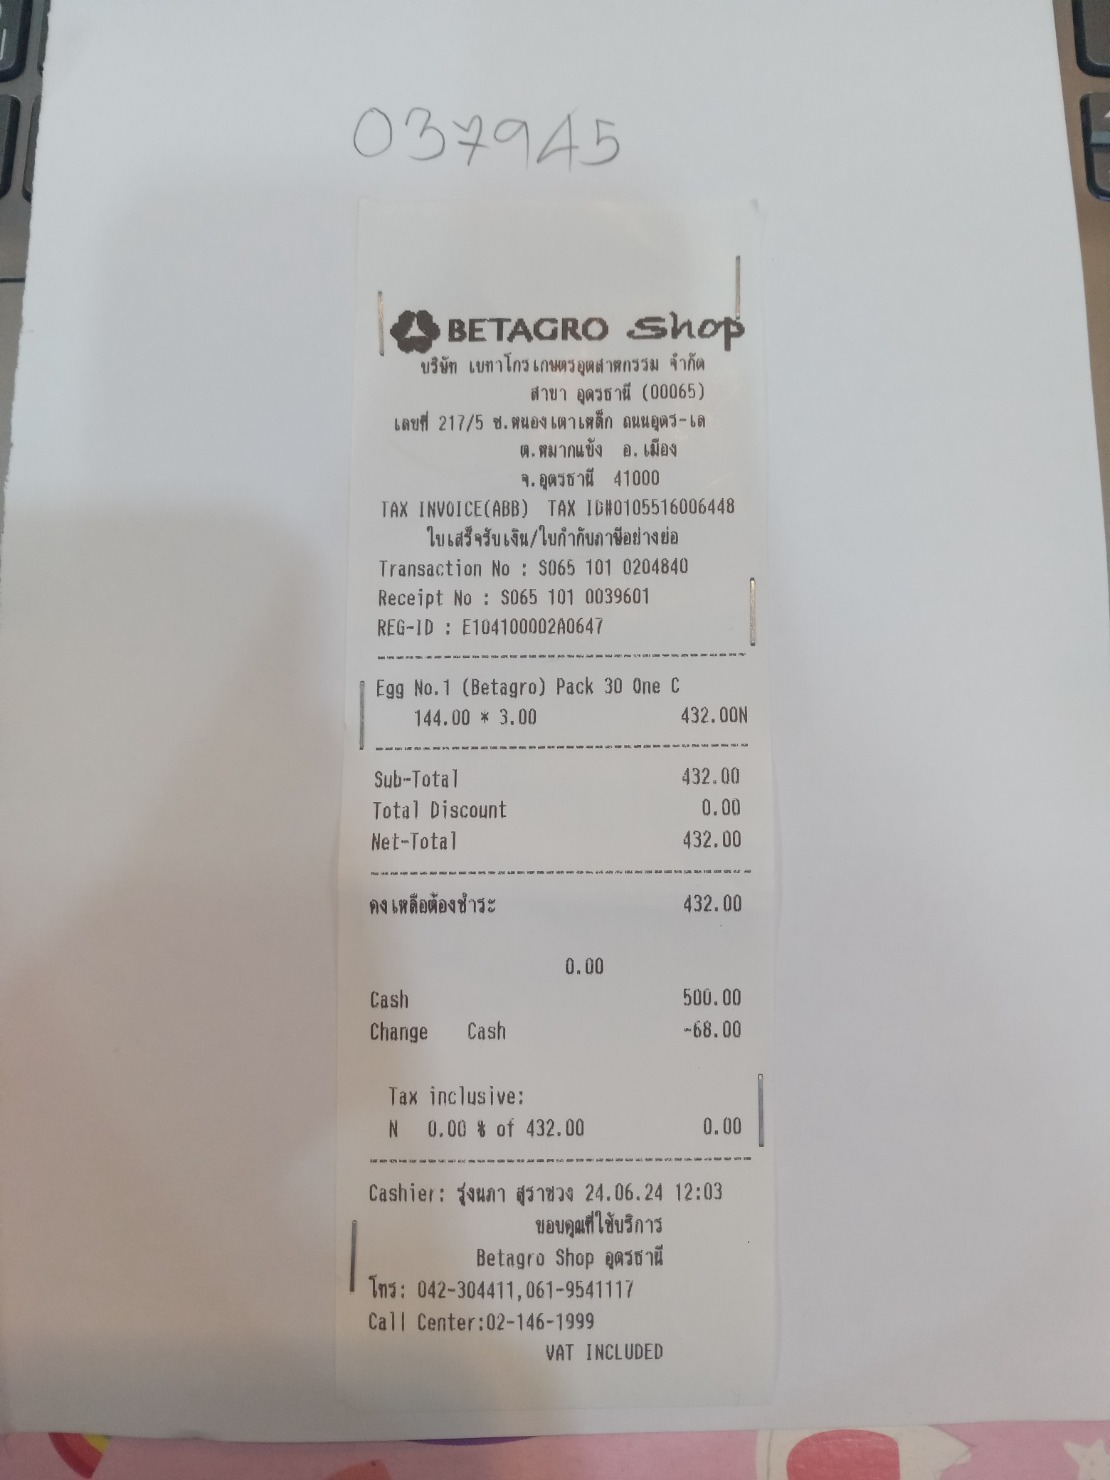 037945
BETAGRO Shop
บริษัท เบทาโกรเกษตรอุตสาหกรรม จำกัด
สาขา อุดรธานี (00065)
เลขที่ 217/5 ซ.หนองเตาเหล็ก ถนนอุดร-เล
ต.หมากแข้ง อ.เมือง
จ.อุดรธานี 41000
TAX INVOICE(ABB) TAX ID#0105516006448
ใบเสร็จรับเงิน/ใบกำกับภาษีอย่างย่อ
Transaction No : S065 101 0204840
Receipt No : S065 101 0039601
REG-ID : E104100002A0647
Egg No.1 (Betagro) Pack 30 One C
144.00 * 3.00 432.00N
Sub-Total 432.00
Total Discount 0.00
Net-Total 432.00
คงเหลือต้องชำระ 432.00
0.00
Cash 500.00
Change Cash -68.00
Tax inclusive:
N 0.00 % of 432.00 0.00
Cashier: รุ่งนภา สุราชวง 24.06.24 12:03
ขอบคุณที่ใช้บริการ
Betagro Shop อุดรธานี
โทร: 042-304411,061-9541117
Call Center:02-146-1999
VAT INCLUDED